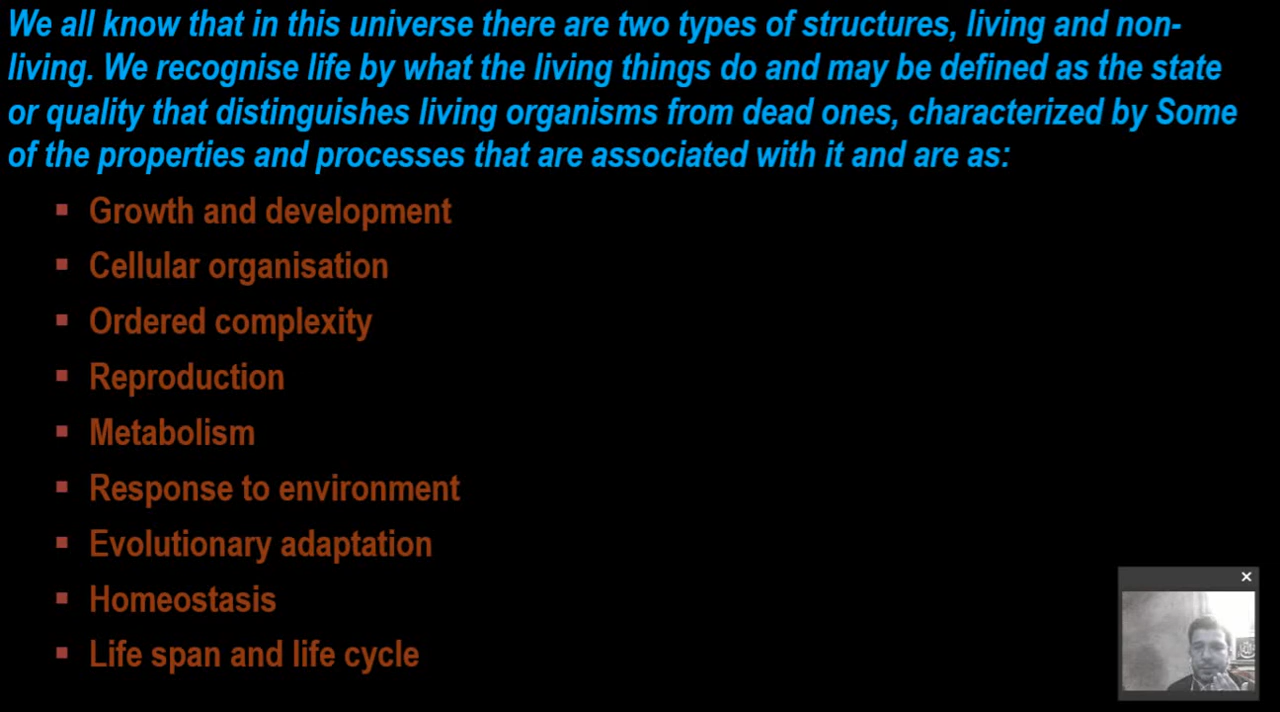 We all know that in this universe there are two types of structures, living and non-
living. We recognise life by what the living things do and may be defined as the state
or quality that distinguishes living organisms from dead ones, characterized by Some
of the properties and processes that are associated with it and are as:
▪ Growth and development
▪ Cellular organisation
▪ Ordered complexity
▪ Reproduction
▪ Metabolism
▪ Response to environment
▪ Evolutionary adaptation
▪ Homeostasis
▪ Life span and life cycle